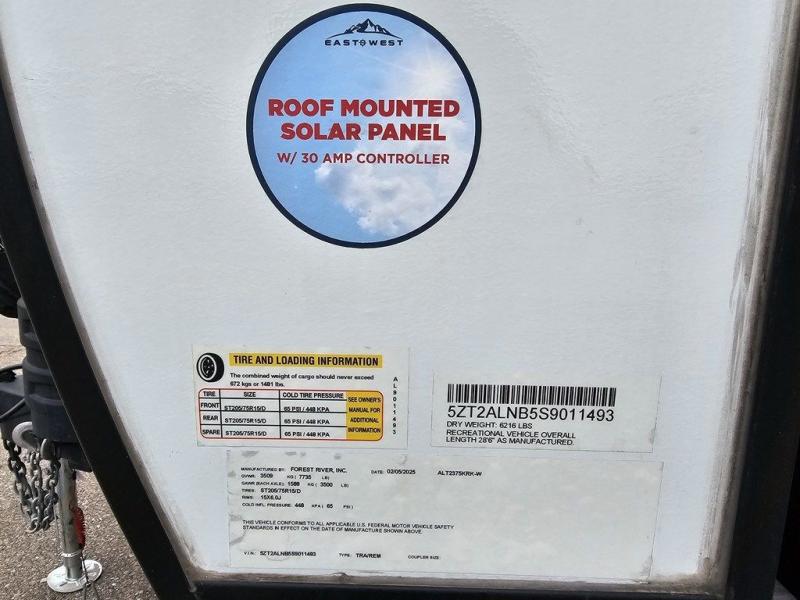 EAST TO WEST
ROOF MOUNTED
SOLAR PANEL
W/ 30 AMP CONTROLLER
TIRE AND LOADING INFORMATION
The combined weight of cargo should never exceed
672 kgs or 1481 lbs.
TIRE SIZE COLD TIRE PRESSURE SEE OWNER'S MANUAL FOR ADDITIONAL INFORMATION
FRONT ST205/75R15/D 65 PSI / 448 KPA
REAR ST205/75R15/D 65 PSI / 448 KPA
SPARE ST205/75R15/D 65 PSI / 448 KPA
AL9011493
5ZT2ALNB5S9011493
DRY WEIGHT: 6216 LBS
RECREATIONAL VEHICLE OVERALL
LENGTH 28'6" AS MANUFACTURED.
MANUFACTURED BY: FOREST RIVER, INC. DATE: 02/05/2025 ALT2375KRK-W
GVWR: 3509 KG ( 7735 LB)
GAWR (EACH AXLE): 1588 KG ( 3500 LB)
TIRES: ST205/75R15/D
RIMS: 15X6.0J
COLD INFL. PRESSURE: 448 KPA ( 65 PSI)
THIS VEHICLE CONFORMS TO ALL APPLICABLE U.S. FEDERAL MOTOR VEHICLE SAFETY
STANDARDS IN EFFECT ON THE DATE OF MANUFACTURE SHOWN ABOVE.
V.I.N.: 5ZT2ALNB5S9011493 TYPE: TRA/REM COUPLER SIZE: